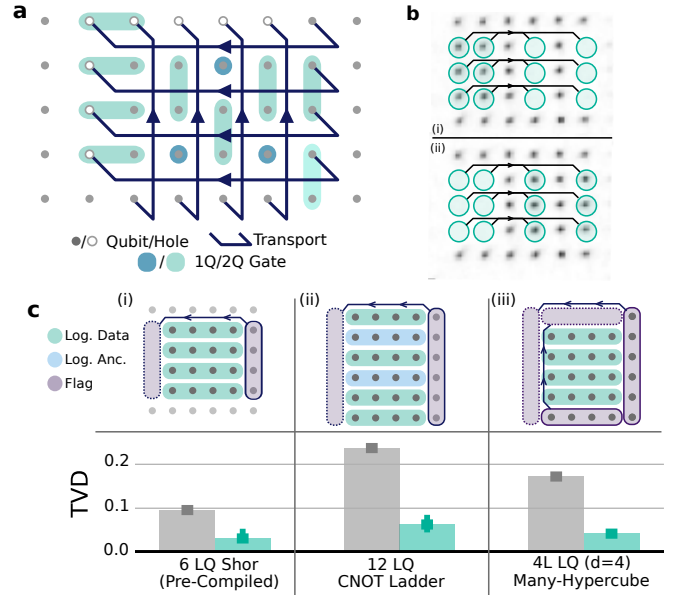 a
b
(i)
(ii)
●/○ Qubit/Hole Transport
/ 1Q/2Q Gate
c
(i)
(ii)
(iii)
Log. Data
Log. Anc.
Flag
TVD
0.2
0.1
0.0
6 LQ Shor
(Pre-Compiled)
12 LQ
CNOT Ladder
4L LQ (d=4)
Many-Hypercube